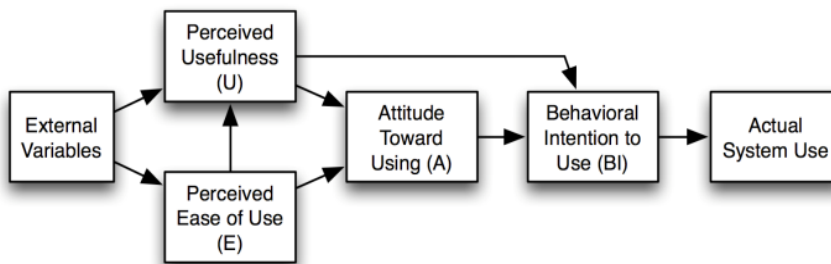 External
Variables
Perceived
Usefulness
(U)
Perceived
Ease of Use
(E)
Attitude
Toward
Using (A)
Behavioral
Intention to
Use (BI)
Actual
System Use